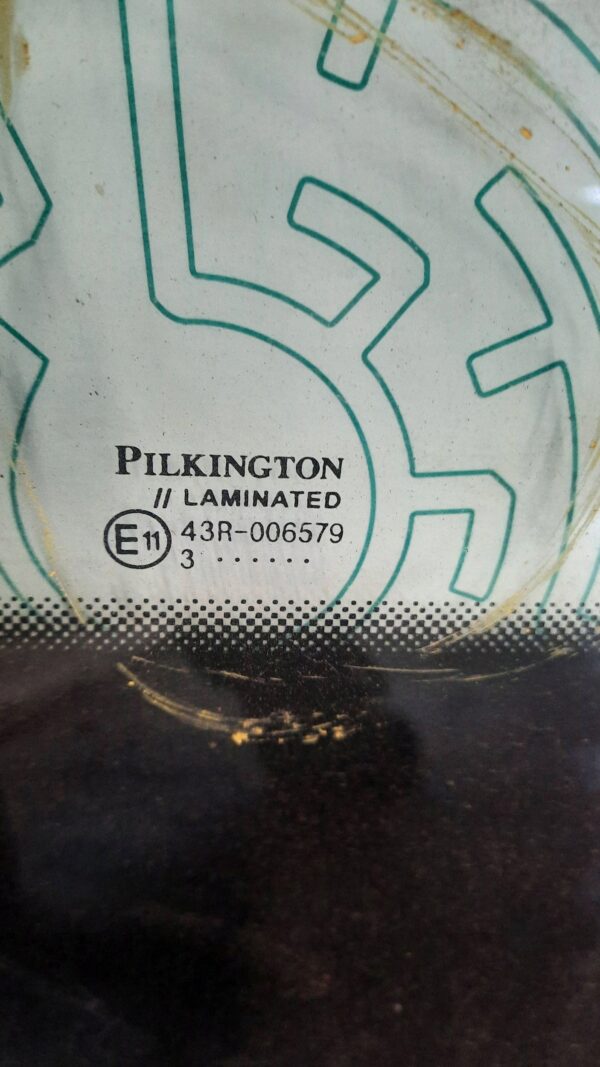 PILKINGTON
// LAMINATED
E11 43R-006579
3 ······